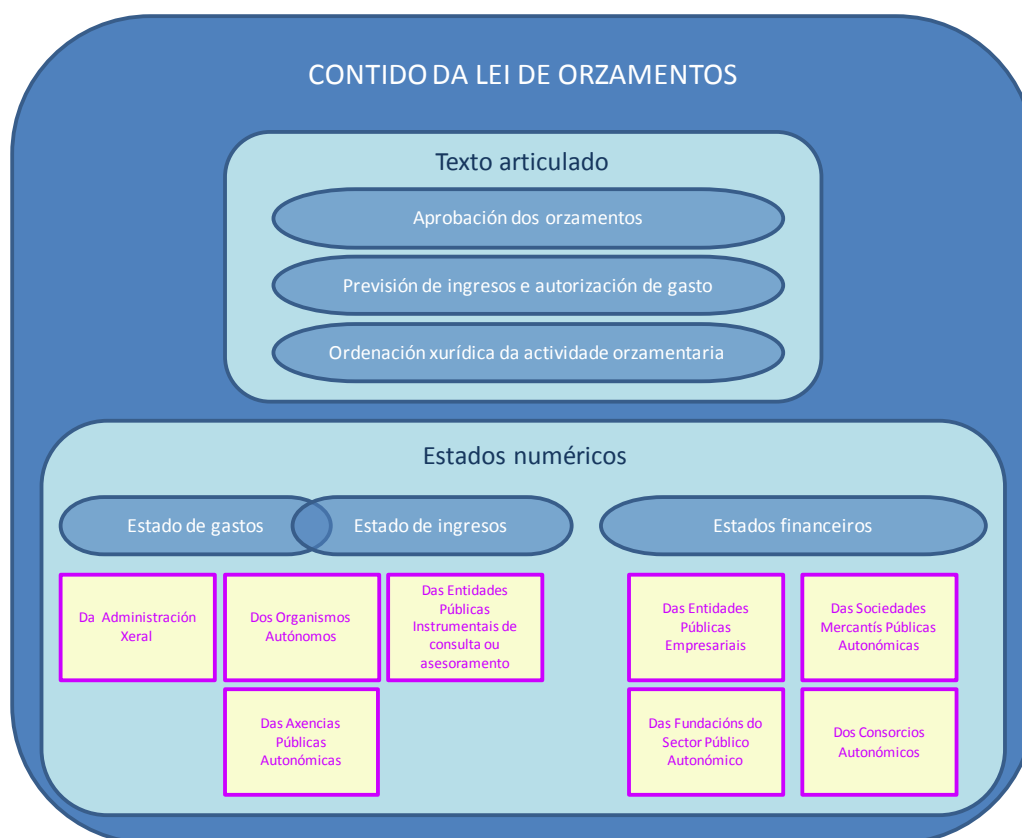 CONTIDO DA LEI DE ORZAMENTOS
Texto articulado
Aprobación dos orzamentos
Previsión de ingresos e autorización de gasto
Ordenación xurídica da actividade orzamentaria
Estados numéricos
Estado de gastos
Estado de ingresos
Estados financeiros
Da Administración
Xeral
Dos Organismos
Autónomos
Das Entidades
Públicas
Instrumentais de
consulta ou
asesoramento
Das Entidades
Públicas
Empresariais
Das Sociedades
Mercantís Públicas
Autonómicas
Das Axencias
Públicas
Autonómicas
Das Fundacións do
Sector Público
Autonómico
Dos Consorcios
Autonómicos